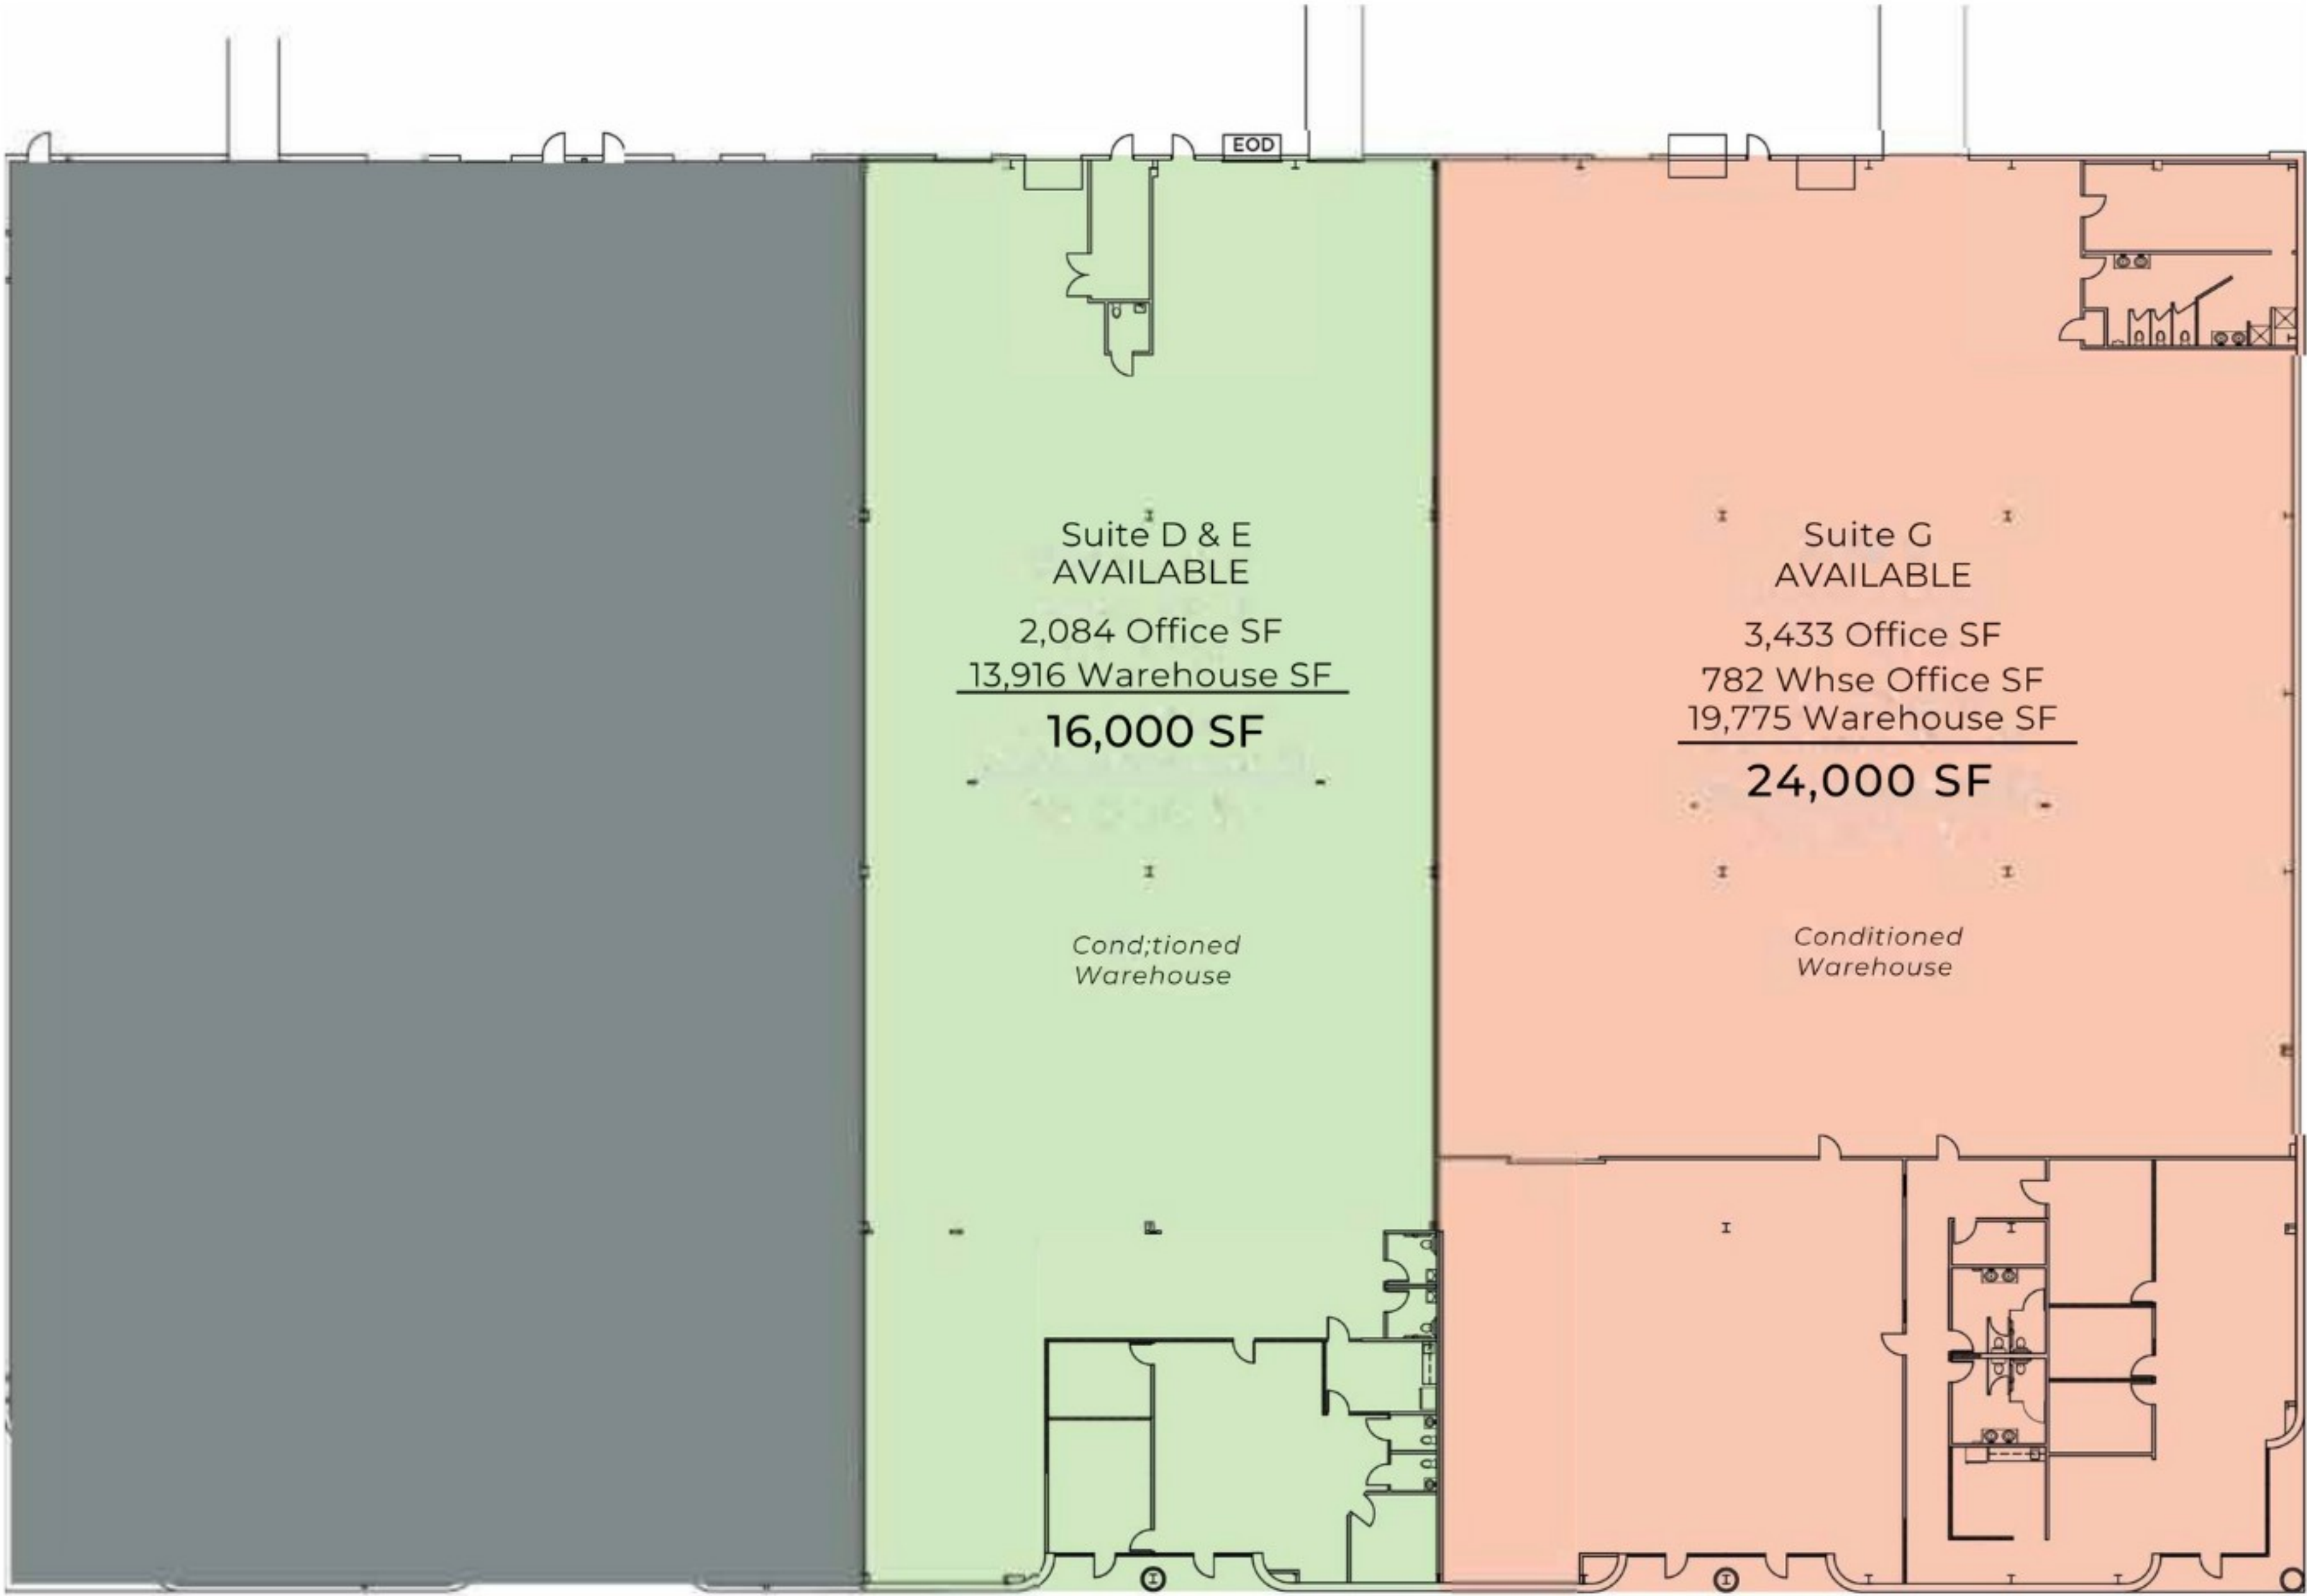 EOD
Suite D & E
AVAILABLE
2,084 Office SF
13,916 Warehouse SF
16,000 SF
Cond;tioned
Warehouse
Suite G
AVAILABLE
3,433 Office SF
782 Whse Office SF
19,775 Warehouse SF
24,000 SF
Conditioned
Warehouse